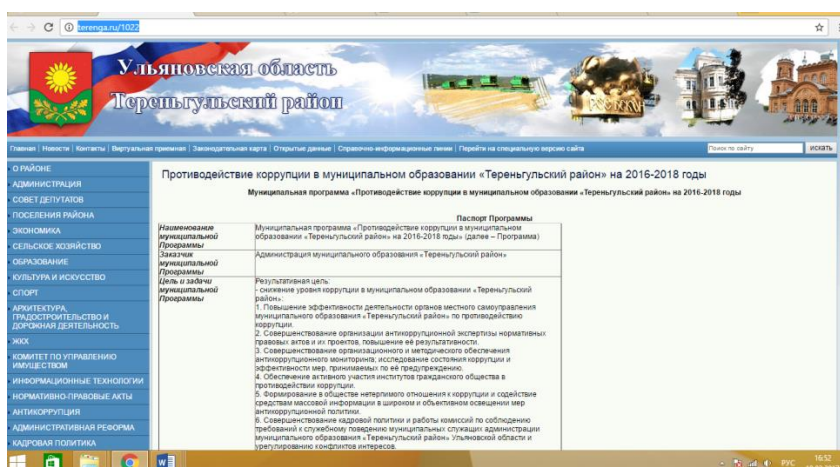 terenga.ru/1022
Ульяновская область
Тереньгульский район
Главная | Новости | Контакты | Виртуальная приемная | Законодательная карта | Открытые данные | Справочно-информационные линии | Перейти на специальную версию сайта
Поиск по сайту
ИСКАТЬ
О РАЙОНЕ
АДМИНИСТРАЦИЯ
СОВЕТ ДЕПУТАТОВ
ПОСЕЛЕНИЯ РАЙОНА
ЭКОНОМИКА
СЕЛЬСКОЕ ХОЗЯЙСТВО
ОБРАЗОВАНИЕ
КУЛЬТУРА И ИСКУССТВО
СПОРТ
АРХИТЕКТУРА,
ГРАДОСТРОИТЕЛЬСТВО И
ДОРОЖНАЯ ДЕЯТЕЛЬНОСТЬ
ЖКХ
КОМИТЕТ ПО УПРАВЛЕНИЮ
ИМУЩЕСТВОМ
ИНФОРМАЦИОННЫЕ ТЕХНОЛОГИИ
НОРМАТИВНО-ПРАВОВЫЕ АКТЫ
АНТИКОРРУПЦИЯ
АДМИНИСТРАТИВНАЯ РЕФОРМА
КАДРОВАЯ ПОЛИТИКА
Противодействие коррупции в муниципальном образовании «Тереньгульский район» на 2016-2018 годы
Муниципальная программа «Противодействие коррупции в муниципальном образовании «Тереньгульский район» на 2016-2018 годы
Паспорт Программы
Наименование
муниципальной
Программы
Муниципальная программа «Противодействие коррупции в муниципальном
образовании «Тереньгульский район» на 2016-2018 годы» (далее – Программа)
Заказчик
муниципальной
Программы
Администрация муниципального образования «Тереньгульский район»
Цель и задачи
муниципальной
Программы
Результативная цель:
- снижение уровня коррупции в муниципальном образовании «Тереньгульский
район»:
1. Повышение эффективности деятельности органов местного самоуправления
муниципального образования «Тереньгульский район» по противодействию
коррупции.
2. Совершенствование организации антикоррупционной экспертизы нормативных
правовых актов и их проектов, повышение её результативности.
3. Совершенствование организационного и методического обеспечения
антикоррупционного мониторинга; исследование состояния коррупции и
эффективности мер, принимаемых по её предупреждению.
4. Обеспечение активного участия институтов гражданского общества в
противодействии коррупции.
5. Формирование в обществе нетерпимого отношения к коррупции и содействие
средствам массовой информации в широком и объективном освещении мер
антикоррупционной политики.
6. Совершенствование кадровой политики и работы комиссий по соблюдению
требований к служебному поведению муниципальных служащих администрации
муниципального образования «Тереньгульский район» Ульяновской области и
урегулированию конфликтов интересов.
РУС
16:52